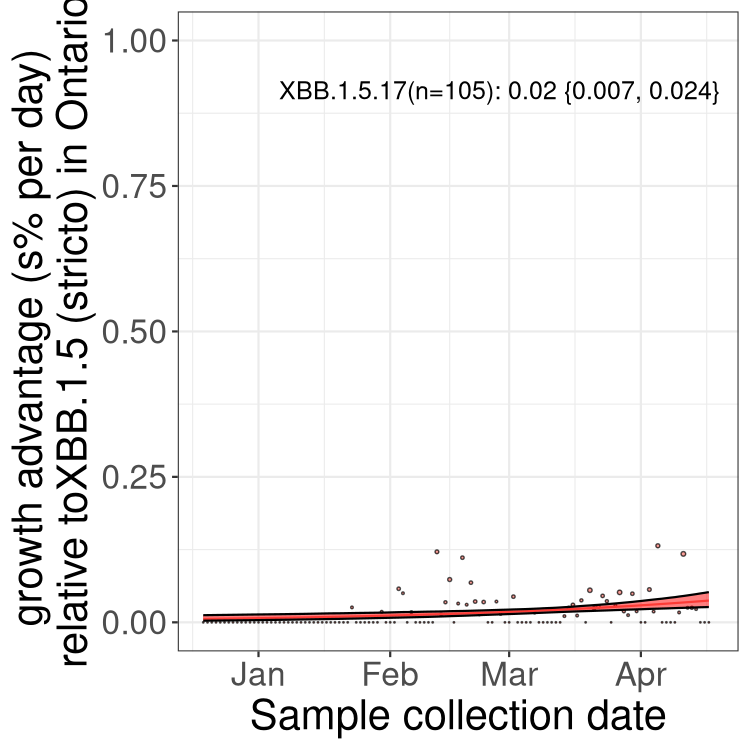 growth advantage (s% per day)
relative toXBB.1.5 (stricto) in Ontario
1.00
0.75
0.50
0.25
0.00
XBB.1.5.17(n=105): 0.02 {0.007, 0.024}
Jan Feb Mar Apr
Sample collection date